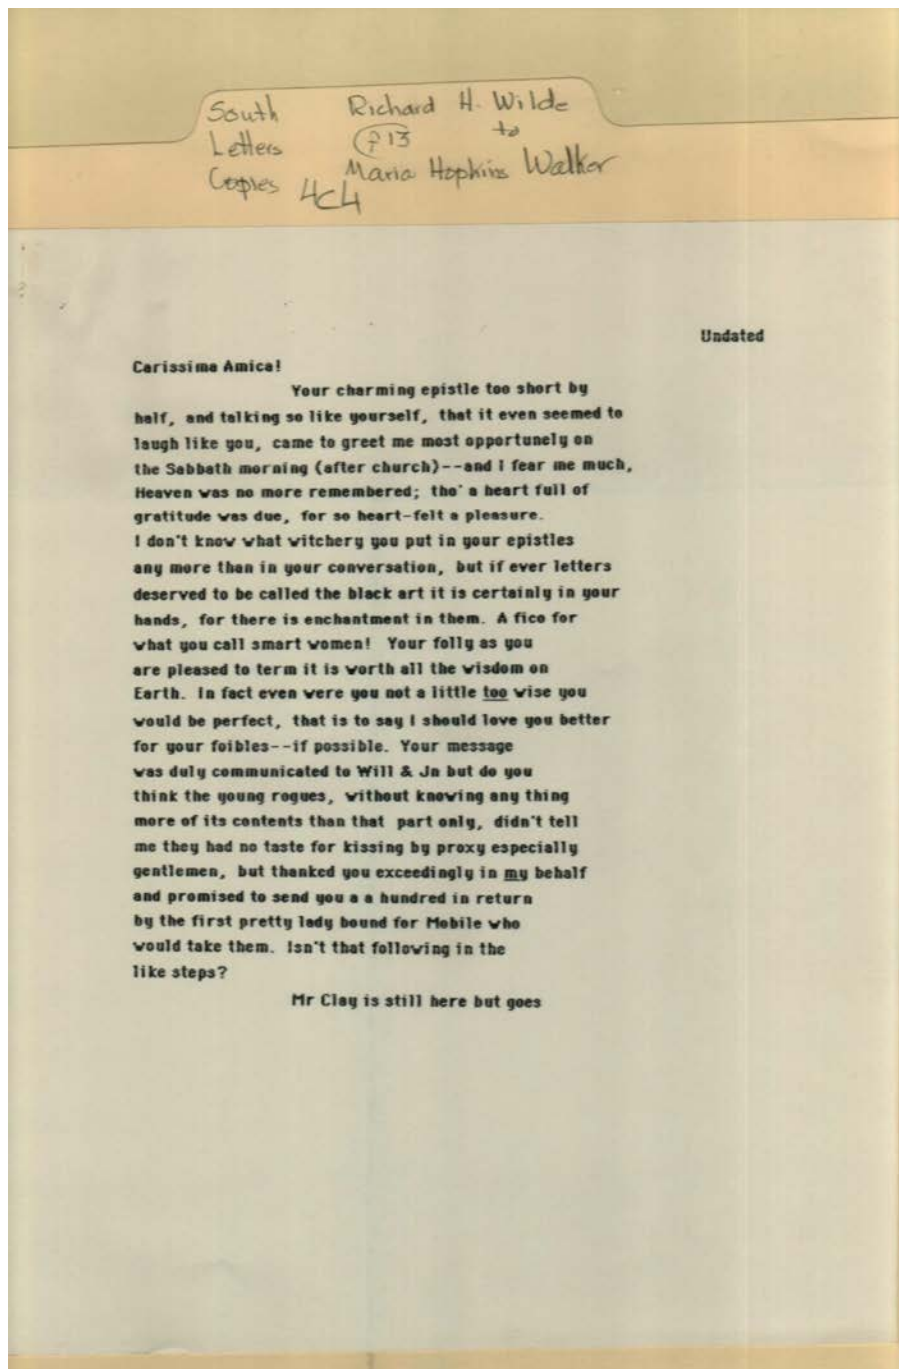 South Richard H. Wilde
Letters ?13 to
Copies 4C4 Maria Hopkins Walker
Undated
Carissima Amica!
Your charming epistle too short by
half, and talking so like yourself, that it even seemed to
laugh like you, came to greet me most opportunely on
the Sabbath morning (after church)--and I fear me much,
Heaven was no more remembered; tho' a heart full of
gratitude was due, for so heart-felt a pleasure.
I don't know what witchery you put in your epistles
any more than in your conversation, but if ever letters
deserved to be called the black art it is certainly in your
hands, for there is enchantment in them. A fico for
what you call smart women! Your folly as you
are pleased to term it is worth all the wisdom on
Earth. In fact even were you not a little too wise you
would be perfect, that is to say I should love you better
for your foibles--if possible. Your message
was duly communicated to Will & Jn but do you
think the young rogues, without knowing any thing
more of its contents than that part only, didn't tell
me they had no taste for kissing by proxy especially
gentlemen, but thanked you exceedingly in my behalf
and promised to send you a a hundred in return
by the first pretty lady bound for Mobile who
would take them. Isn't that following in the
like steps?
Mr Clay is still here but goes